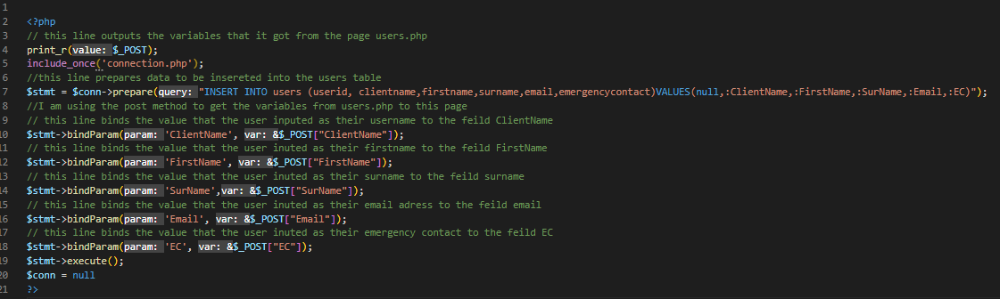 1
2 <?php
3 // this line outputs the variables that it got from the page users.php
4 print_r(value: $_POST);
5 include_once('connection.php');
6 //this line prepares data to be insereted into the users table
7 $stmt = $conn->prepare(query: "INSERT INTO users (userid, clientname,firstname,surname,email,emergencycontact)VALUES(null,:ClientName,:FirstName,:SurName,:Email,:EC)");
8 //I am using the post method to get the variables from users.php to this page
9 // this line binds the value that the user inputed as their username to the feild ClientName
10 $stmt->bindParam(param: 'ClientName', var: &$_POST["ClientName"]);
11 // this line binds the value that the user inuted as their firstname to the feild FirstName
12 $stmt->bindParam(param: 'FirstName', var: &$_POST["FirstName"]);
13 // this line binds the value that the user inuted as their surname to the feild surname
14 $stmt->bindParam(param: 'SurName',var: &$_POST["SurName"]);
15 // this line binds the value that the user inuted as their email adress to the feild email
16 $stmt->bindParam(param: 'Email', var: &$_POST["Email"]);
17 // this line binds the value that the user inuted as their emergency contact to the feild EC
18 $stmt->bindParam(param: 'EC', var: &$_POST["EC"]);
19 $stmt->execute();
20 $conn = null
21 ?>